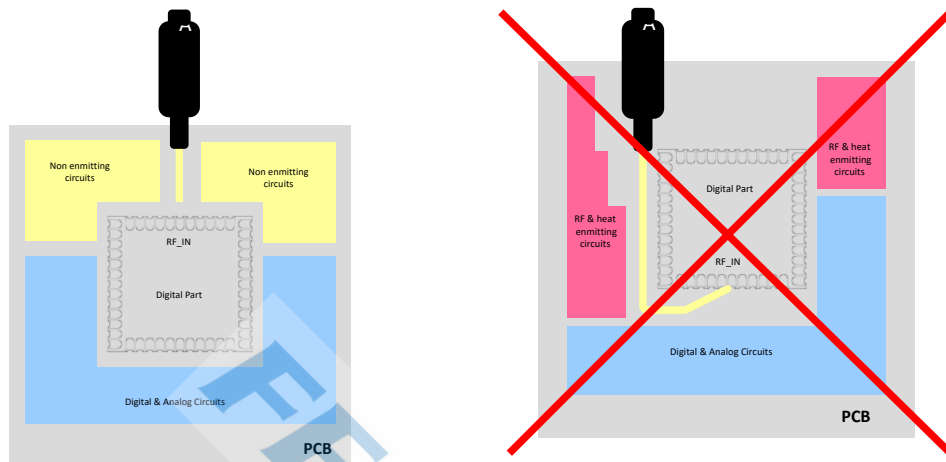 Non enmitting
circuits
Non enmitting
circuits
RF_IN
Digital Part
Digital & Analog Circuits
PCB
RF & heat
enmitting
circuits
Digital Part
RF & heat
enmitting
circuits
RF_IN
Digital & Analog Circuits
PCB